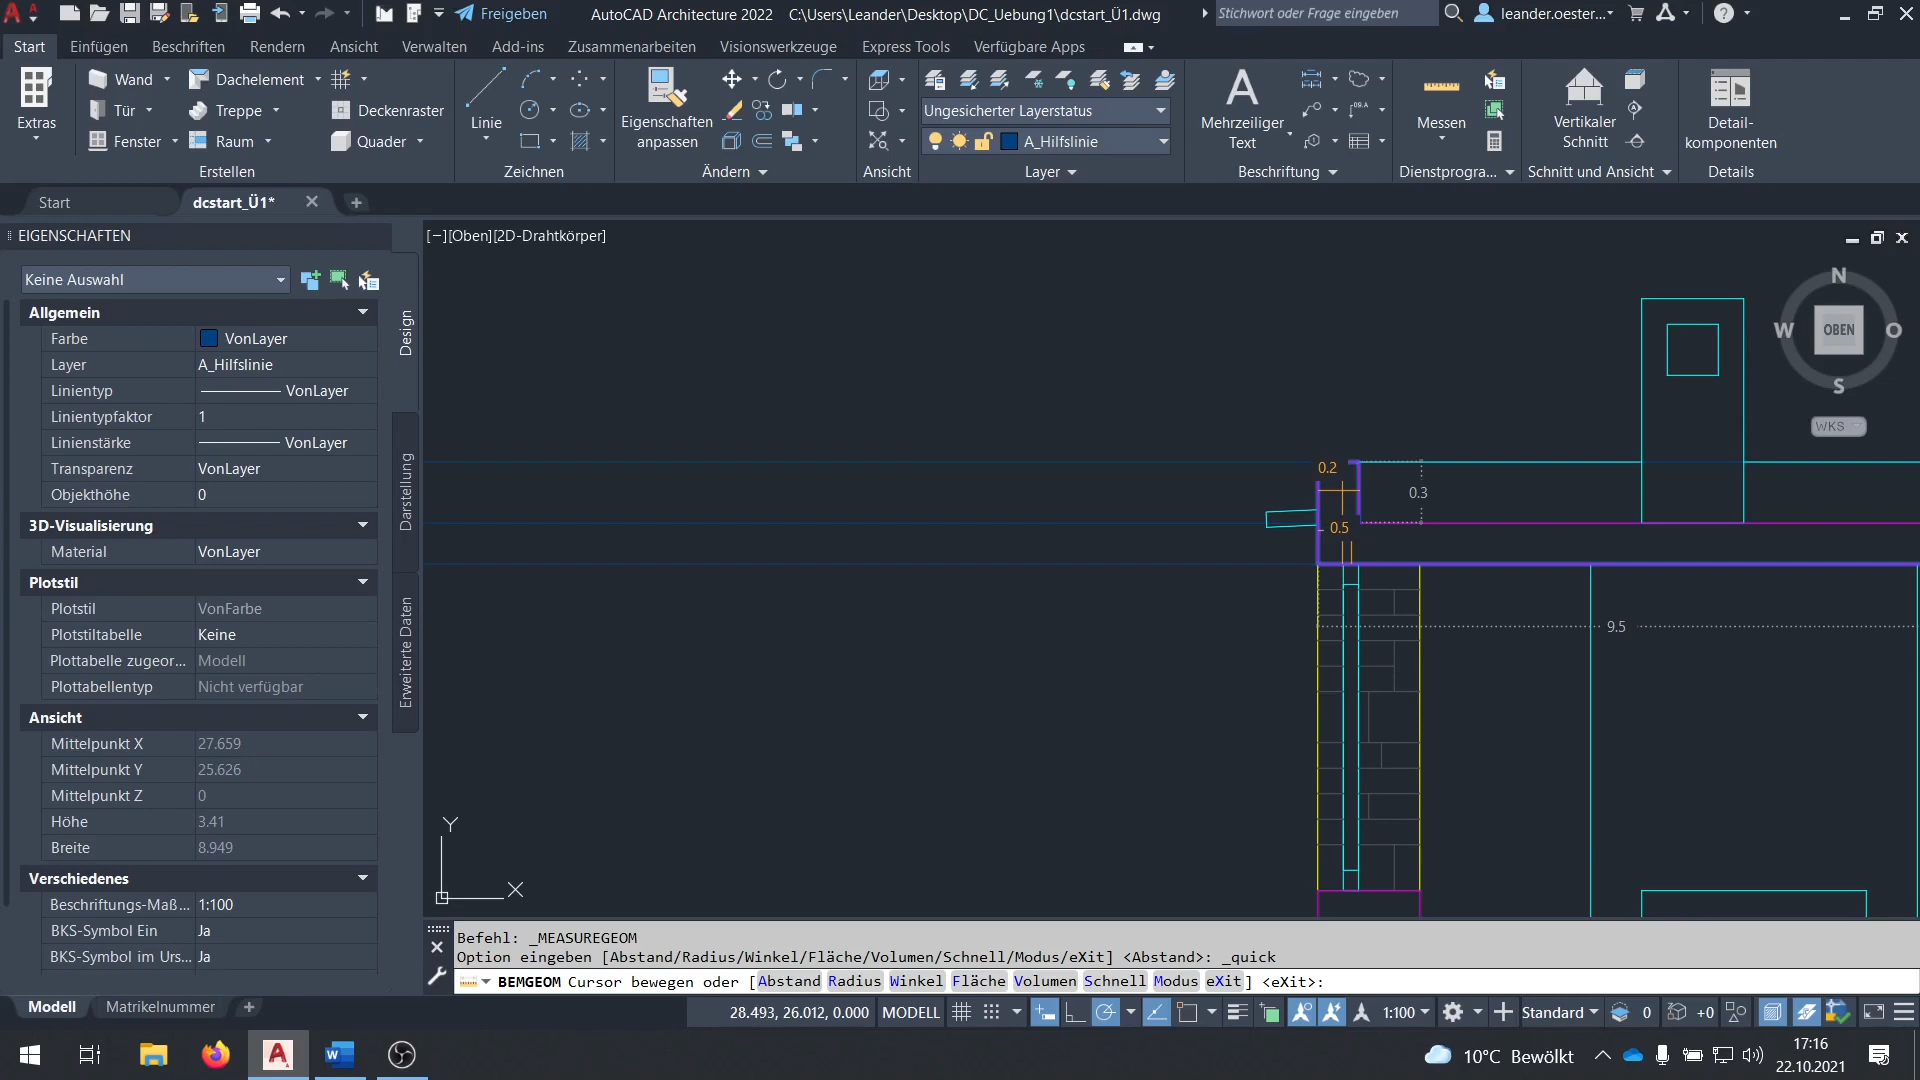 Freigeben
AutoCAD Architecture 2022 C:\Users\Leander\Desktop\DC_Uebung1\dcstart_Ü1.dwg
Stichwort oder Frage eingeben
leander.oester...
Start Einfügen Beschriften Rendern Ansicht Verwalten Add-ins Zusammenarbeiten Visionswerkzeuge Express Tools Verfügbare Apps
Extras
Wand
Dachelement
Tür
Treppe
Deckenraster
Fenster
Raum
Quader
Erstellen
Linie
Zeichnen
Eigenschaften anpassen
Ändern
Ansicht
Ungesicherter Layerstatus
A_Hilfslinie
Layer
Mehrzeiliger Text
Beschriftung
Messen
Dienstprogra...
Vertikaler Schnitt
Schnitt und Ansicht
Detail-komponenten
Details
Start
dcstart_Ü1*
EIGENSCHAFTEN
Keine Auswahl
Allgemein
Farbe VonLayer
Layer A_Hilfslinie
Linientyp VonLayer
Linientypfaktor 1
Linienstärke VonLayer
Transparenz VonLayer
Objekthöhe 0
3D-Visualisierung
Material VonLayer
Plotstil
Plotstil VonFarbe
Plotstiltabelle Keine
Plottabelle zugeor... Modell
Plottabellentyp Nicht verfügbar
Ansicht
Mittelpunkt X 27.659
Mittelpunkt Y 25.626
Mittelpunkt Z 0
Höhe 3.41
Breite 8.949
Verschiedenes
Beschriftungs-Maß... 1:100
BKS-Symbol Ein Ja
BKS-Symbol im Urs... Ja
Design
Darstellung
Erweiterte Daten
[−][Oben][2D-Drahtkörper]
N
W OBEN O
S
WKS
0.2
0.3
0.5
9.5
Y
X
Befehl: _MEASUREGEOM
Option eingeben [Abstand/Radius/Winkel/Fläche/Volumen/Schnell/Modus/eXit] <Abstand>: _quick
BEMGEOM Cursor bewegen oder [Abstand Radius Winkel Fläche Volumen Schnell Modus eXit] <eXit>:
Modell Matrikelnummer
28.493, 26.012, 0.000 MODELL 1:100 Standard 0 +0
10°C Bewölkt
17:16
22.10.2021